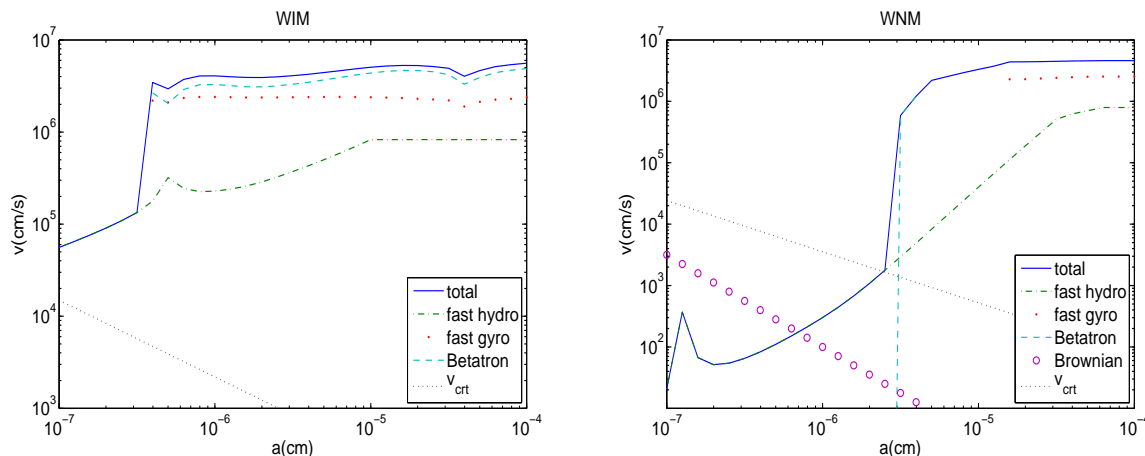 WIM
v(cm/s)
10^7
10^6
10^5
10^4
10^3
total
fast hydro
fast gyro
Betatron
v_crt
10^-7
10^-6
10^-5
10^-4
a(cm)
WNM
v(cm/s)
10^7
10^6
10^5
10^4
10^3
10^2
total
fast hydro
fast gyro
Betatron
Brownian
v_crt
10^-7
10^-6
10^-5
10^-4
a(cm)